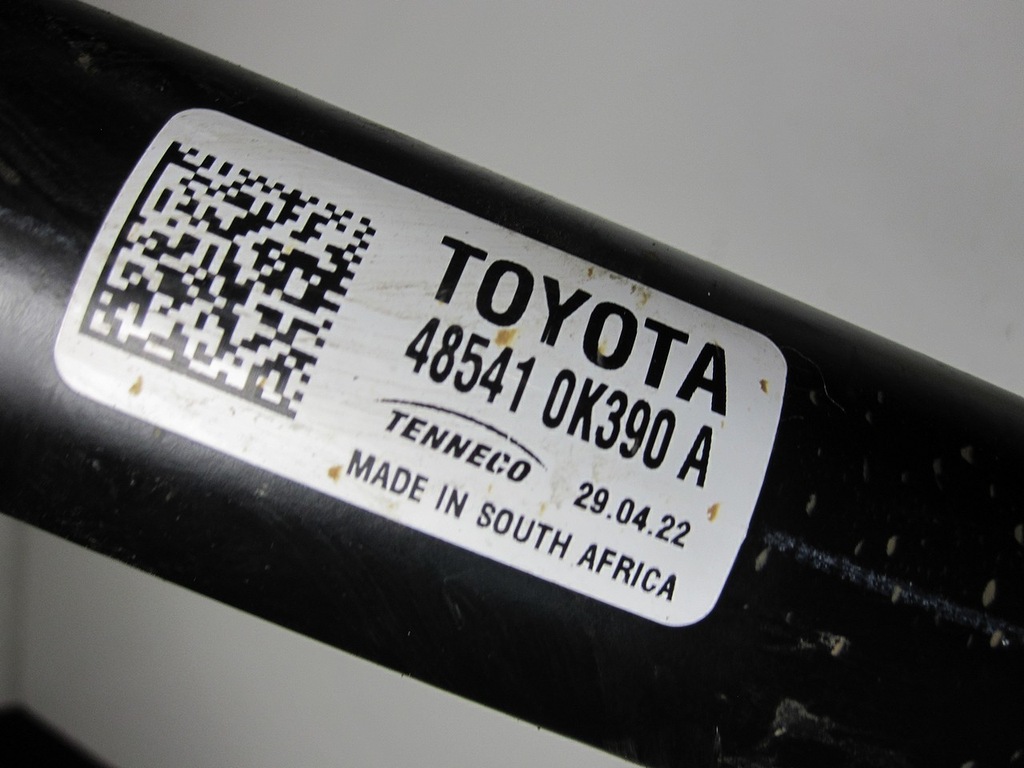 TOYOTA
48541 0K390 A
TENNECO
29.04.22
MADE IN SOUTH AFRICA